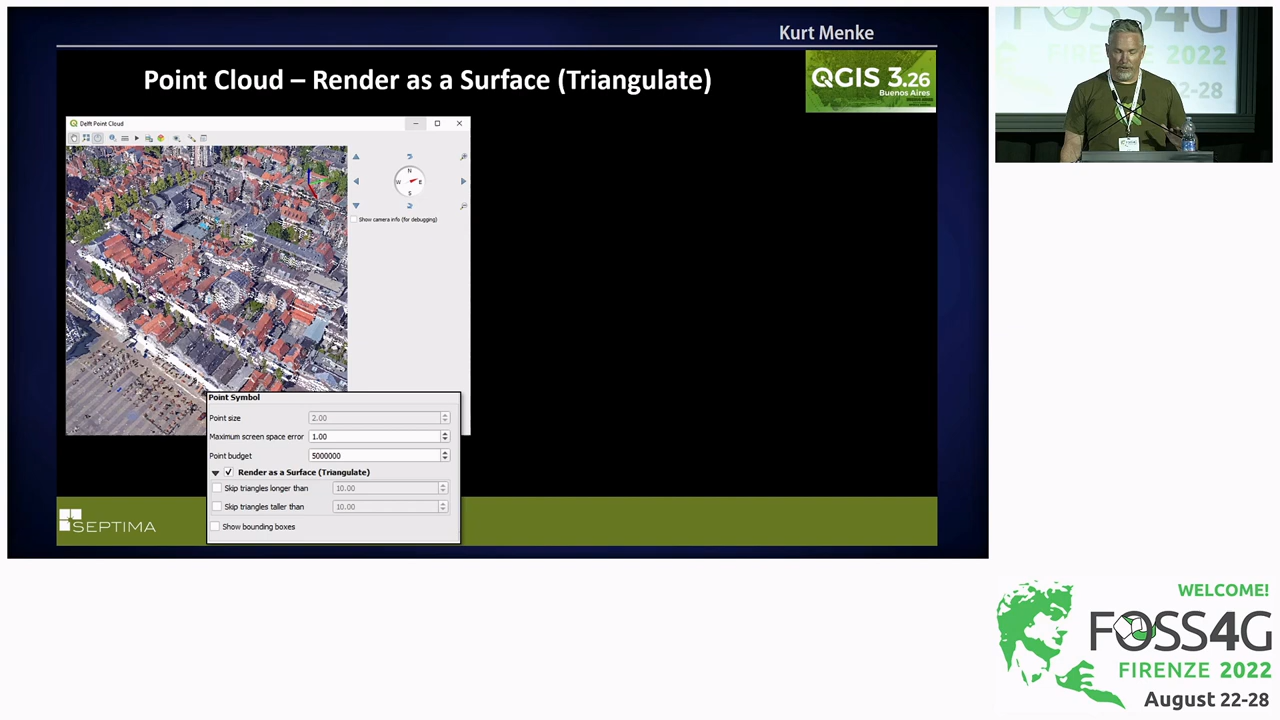 Kurt Menke
Point Cloud – Render as a Surface (Triangulate)
QGIS 3.26
Buenos Aires
Delft Point Cloud
N
W E
S
Show camera info (for debugging)
Point Symbol
Point size 2.00
Maximum screen space error 1.00
Point budget 5000000
Render as a Surface (Triangulate)
Skip triangles longer than 10.00
Skip triangles taller than 10.00
Show bounding boxes
SEPTIMA
FOSS4G
FIRENZE 2022
22-28
WELCOME!
FOSS4G
FIRENZE 2022
August 22-28